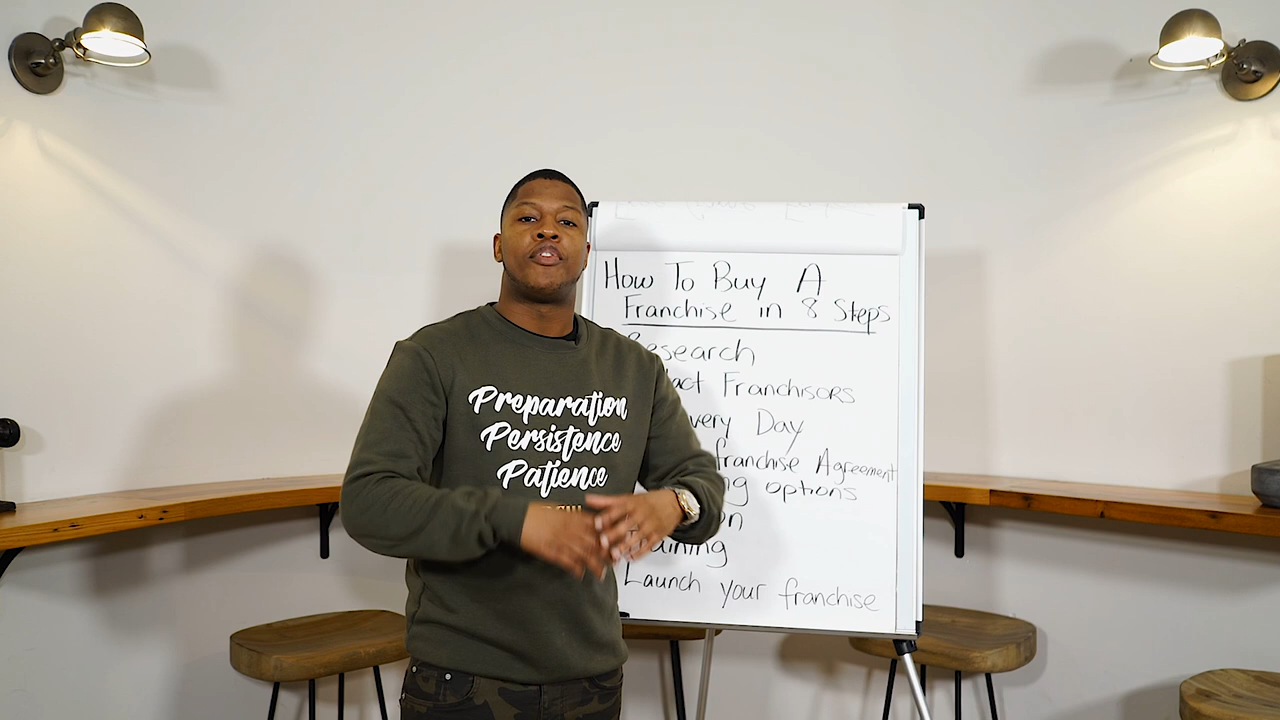 How To Buy A
Franchise in 8 Steps
Research
Franchisors
Day
franchise Agreement
options
Training
Launch your franchise
Preparation
Persistence
Patience